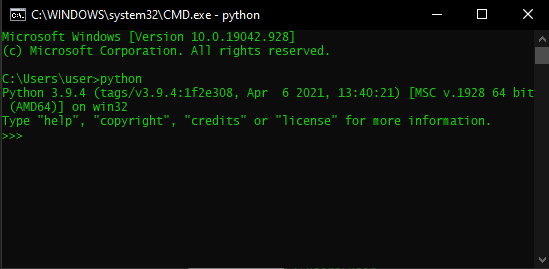 C:\WINDOWS\system32\CMD.exe - python
Microsoft Windows [Version 10.0.19042.928]
(c) Microsoft Corporation. All rights reserved.
C:\Users\user>python
Python 3.9.4 (tags/v3.9.4:1f2e308, Apr  6 2021, 13:40:21) [MSC v.1928 64 bit
(AMD64)] on win32
Type "help", "copyright", "credits" or "license" for more information.
>>>